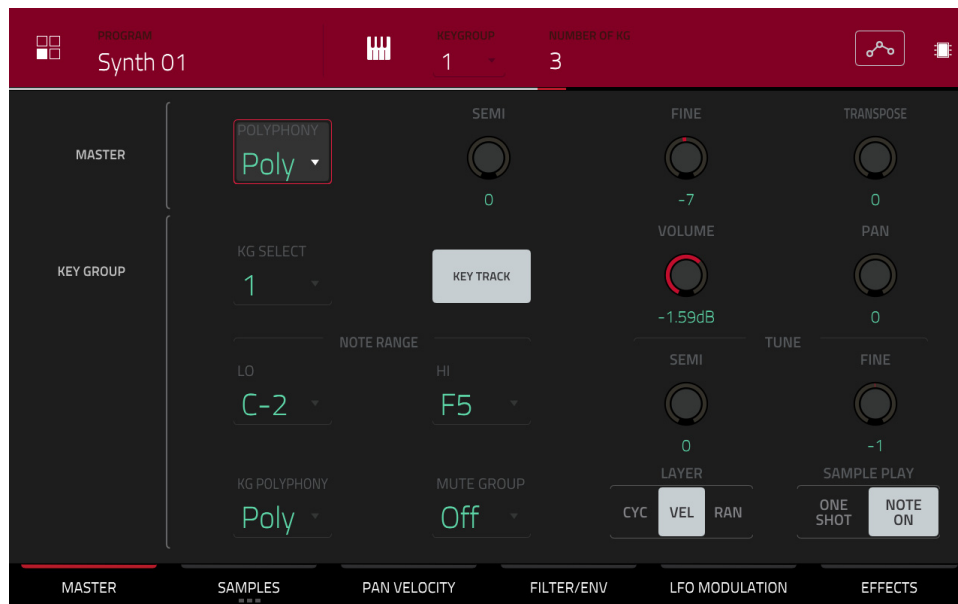 PROGRAM
Synth 01
KEYGROUP
1
NUMBER OF KG
3
MASTER
POLYPHONY
Poly
SEMI
0
FINE
-7
TRANSPOSE
0
KEY GROUP
KG SELECT
1
KEY TRACK
VOLUME
-1.59dB
PAN
0
NOTE RANGE
TUNE
LO
C-2
HI
F5
SEMI
0
FINE
-1
KG POLYPHONY
Poly
MUTE GROUP
Off
LAYER
CYC VEL RAN
SAMPLE PLAY
ONE
SHOT
NOTE
ON
MASTER SAMPLES PAN VELOCITY FILTER/ENV LFO MODULATION EFFECTS